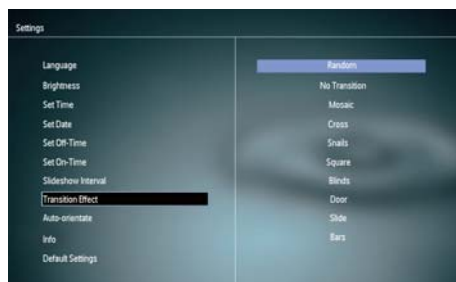 Settings
Language
Brightness
Set Time
Set Date
Set Off-Time
Set On-Time
Slideshow Interval
Transition Effect
Auto-orientate
Info
Default Settings
Random
No Transition
Mosaic
Cross
Snails
Square
Blinds
Door
Slide
Bars